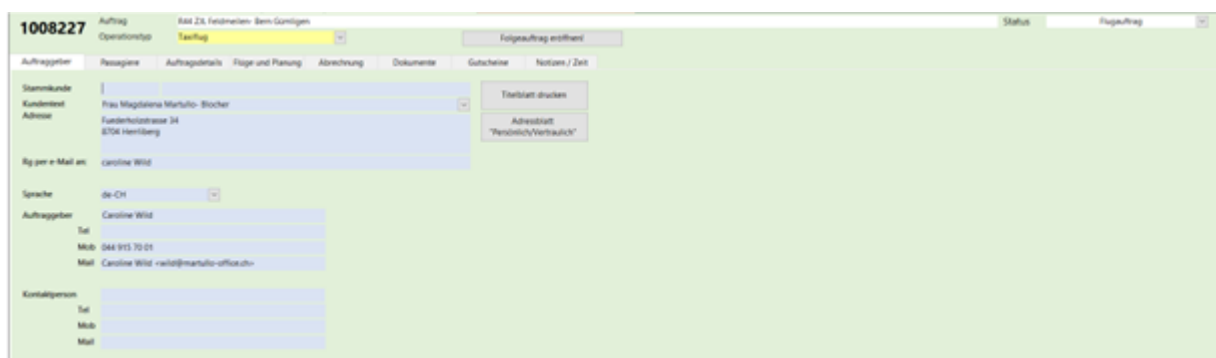 1008227 Auftrag RA4 ZJL Feldmeilen- Bern Gümligen Status Flugauftrag
Operationstyp Taxiflug Folgeauftrag eröffnen!
Auftraggeber Passagiere Auftragsdetails Flüge und Planung Abrechnung Dokumente Gutscheine Notizen / Zeit
Stammkunde Titelblatt drucken
Kundentext Frau Magdalena Martullo- Blocher
Adresse Fuederholzstrasse 34 Adressblatt
8704 Herrliberg "Persönlich/Vertraulich"
Rg per e-Mail an: caroline Wild
Sprache de-CH
Auftraggeber Caroline Wild
Tel
Mob 044 915 70 01
Mail Caroline Wild <wild@martullo-office.ch>
Kontaktperson
Tel
Mob
Mail